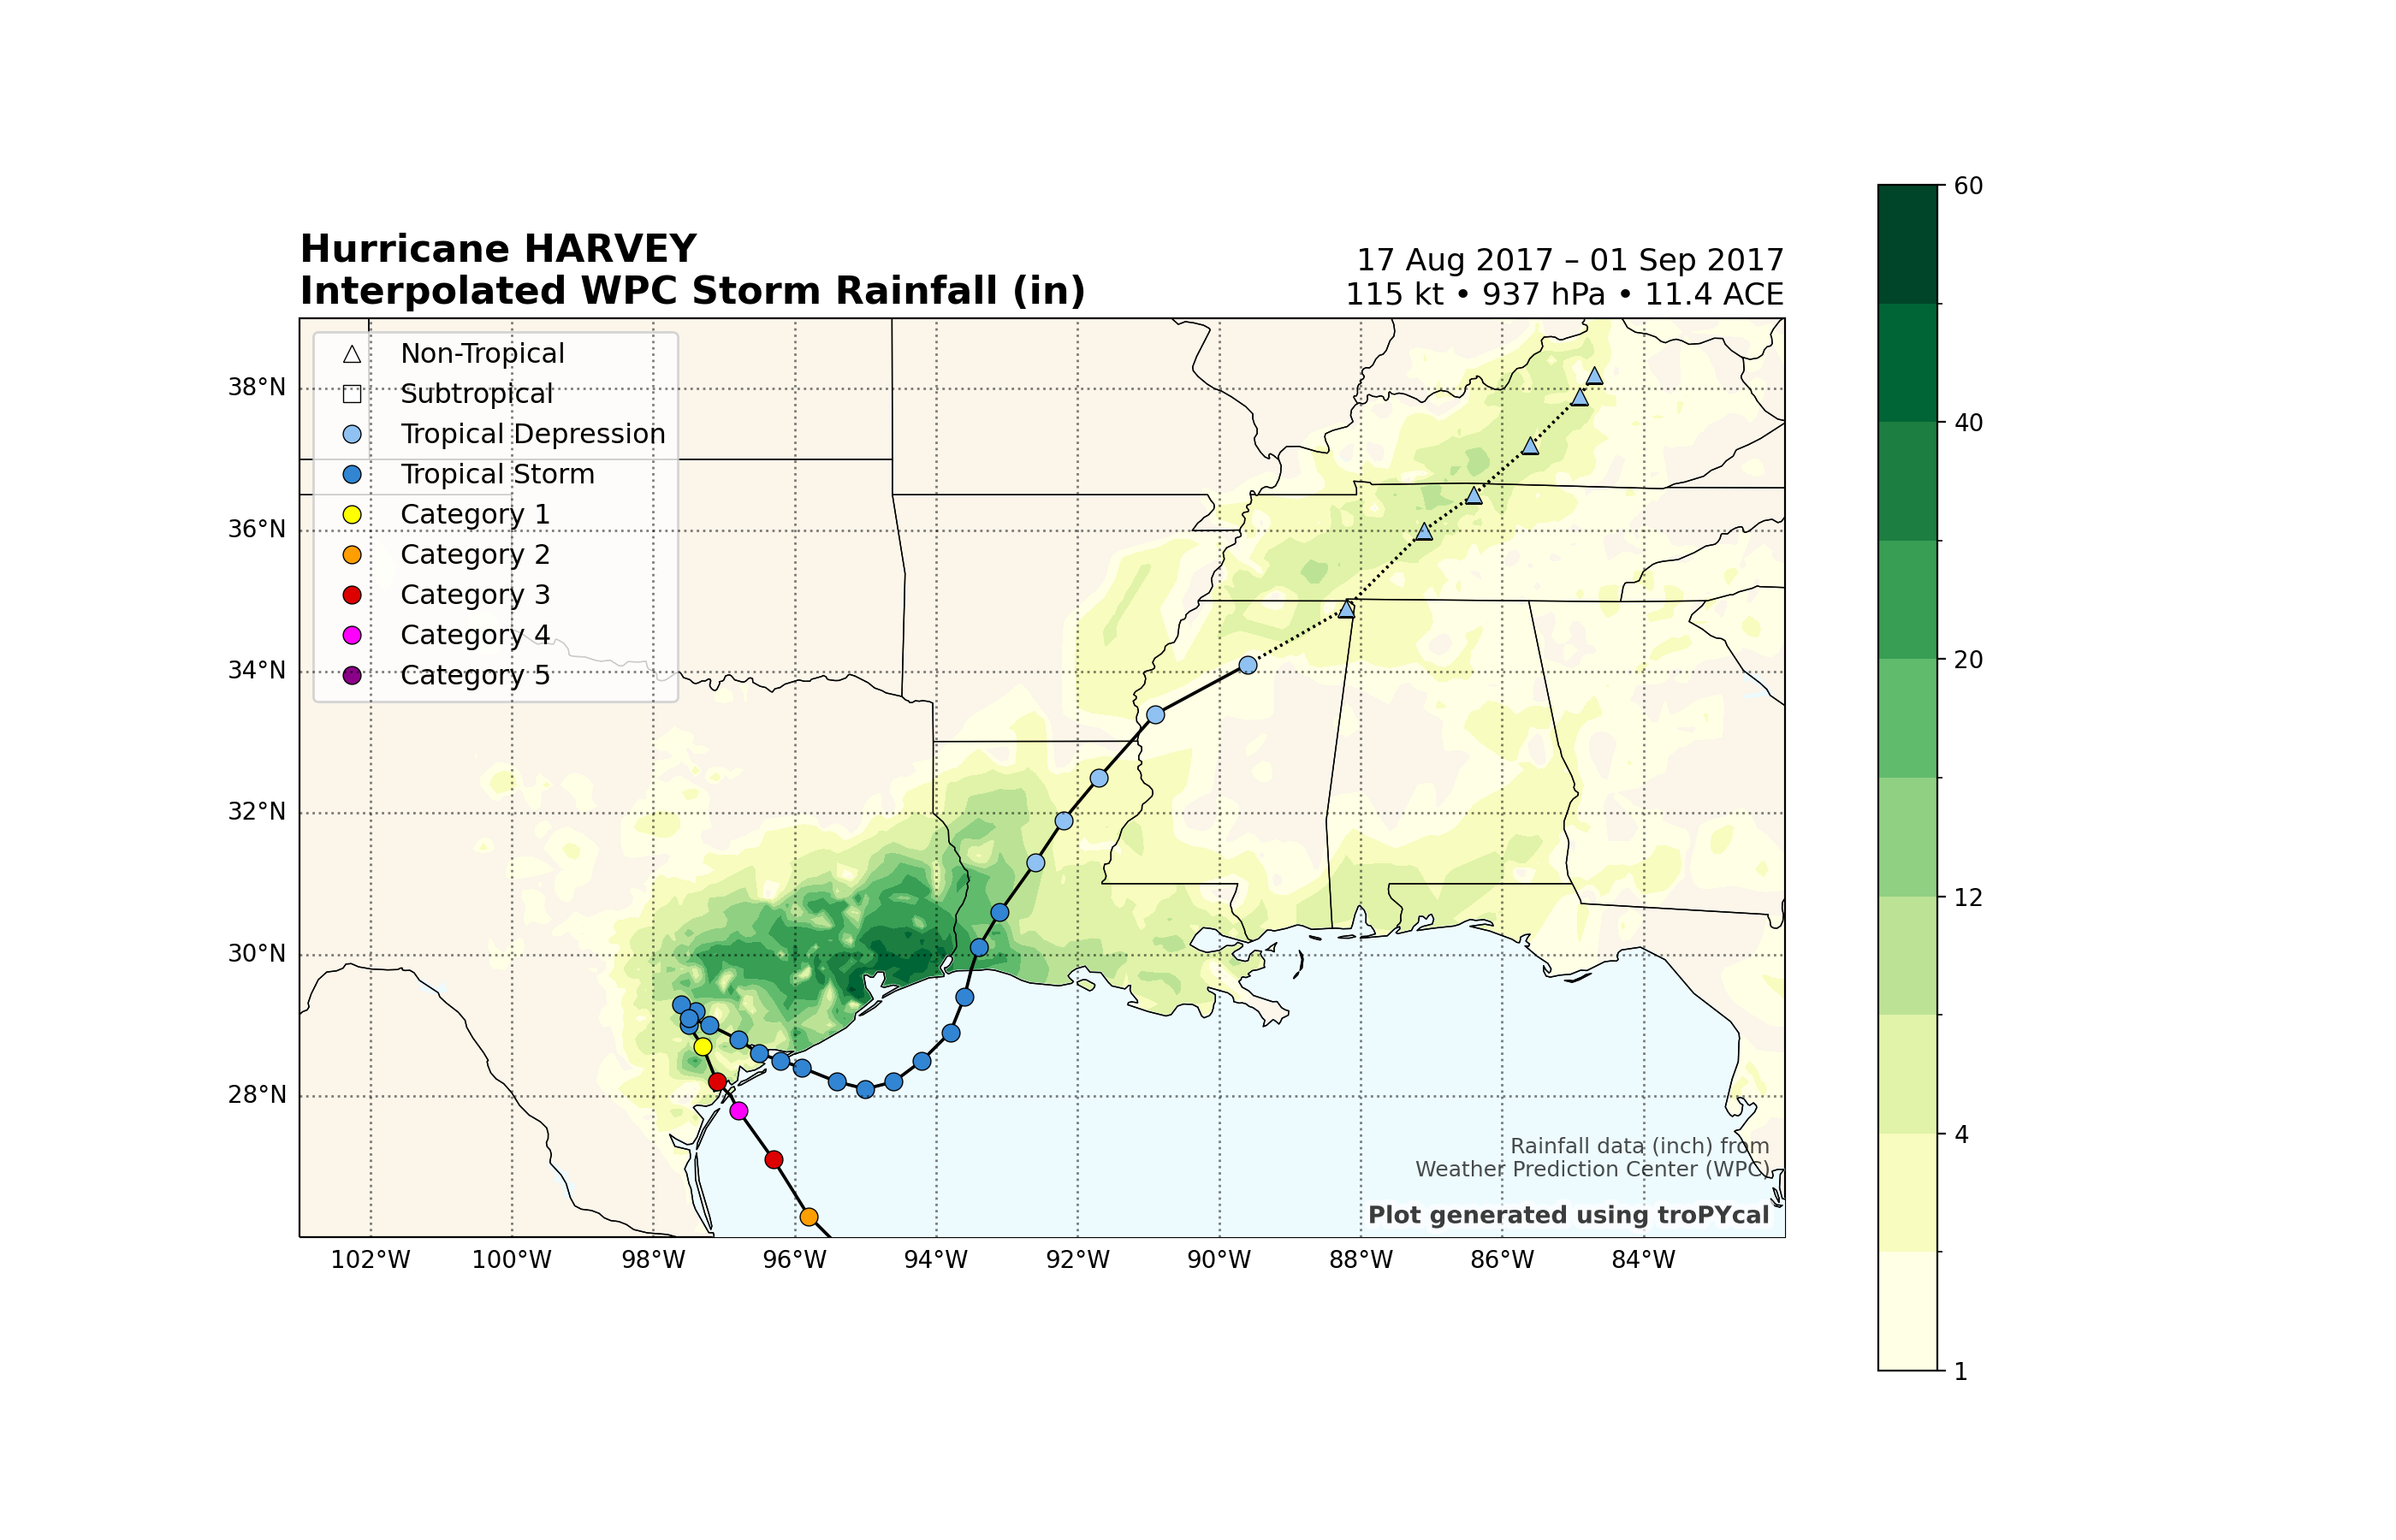 Hurricane HARVEY
Interpolated WPC Storm Rainfall (in)
17 Aug 2017 – 01 Sep 2017
115 kt • 937 hPa • 11.4 ACE
Non-Tropical
Subtropical
Tropical Depression
Tropical Storm
Category 1
Category 2
Category 3
Category 4
Category 5
38°N
36°N
34°N
32°N
30°N
28°N
102°W 100°W 98°W 96°W 94°W 92°W 90°W 88°W 86°W 84°W
Rainfall data (inch) from
Weather Prediction Center (WPC)
Plot generated using troPYcal
60
40
20
12
4
1